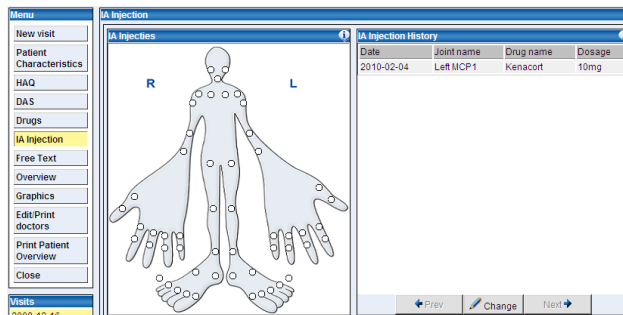 Menu
New visit
Patient
Characteristics
HAQ
DAS
Drugs
IA Injection
Free Text
Overview
Graphics
Edit/Print
doctors
Print Patient
Overview
Close
Visits
IA Injection
IA Injecties
R L
IA Injection History
Date Joint name Drug name Dosage
2010-02-04 Left MCP1 Kenacort 10mg
Prev Change Next